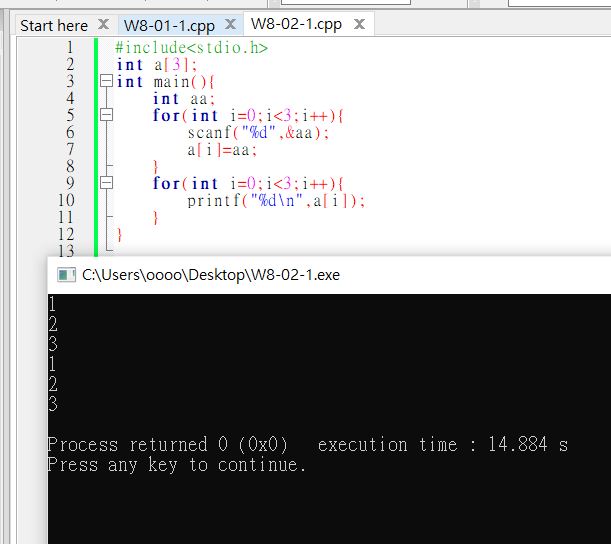 Start here W8-01-1.cpp W8-02-1.cpp
1 #include<stdio.h>
2 int a[3];
3 int main(){
4 int aa;
5 for(int i=0;i<3;i++){
6 scanf("%d",&aa);
7 a[i]=aa;
8 }
9 for(int i=0;i<3;i++){
10 printf("%d\n",a[i]);
11 }
12 }
13
C:\Users\oooo\Desktop\W8-02-1.exe
1
2
3
1
2
3
Process returned 0 (0x0)   execution time : 14.884 s
Press any key to continue.